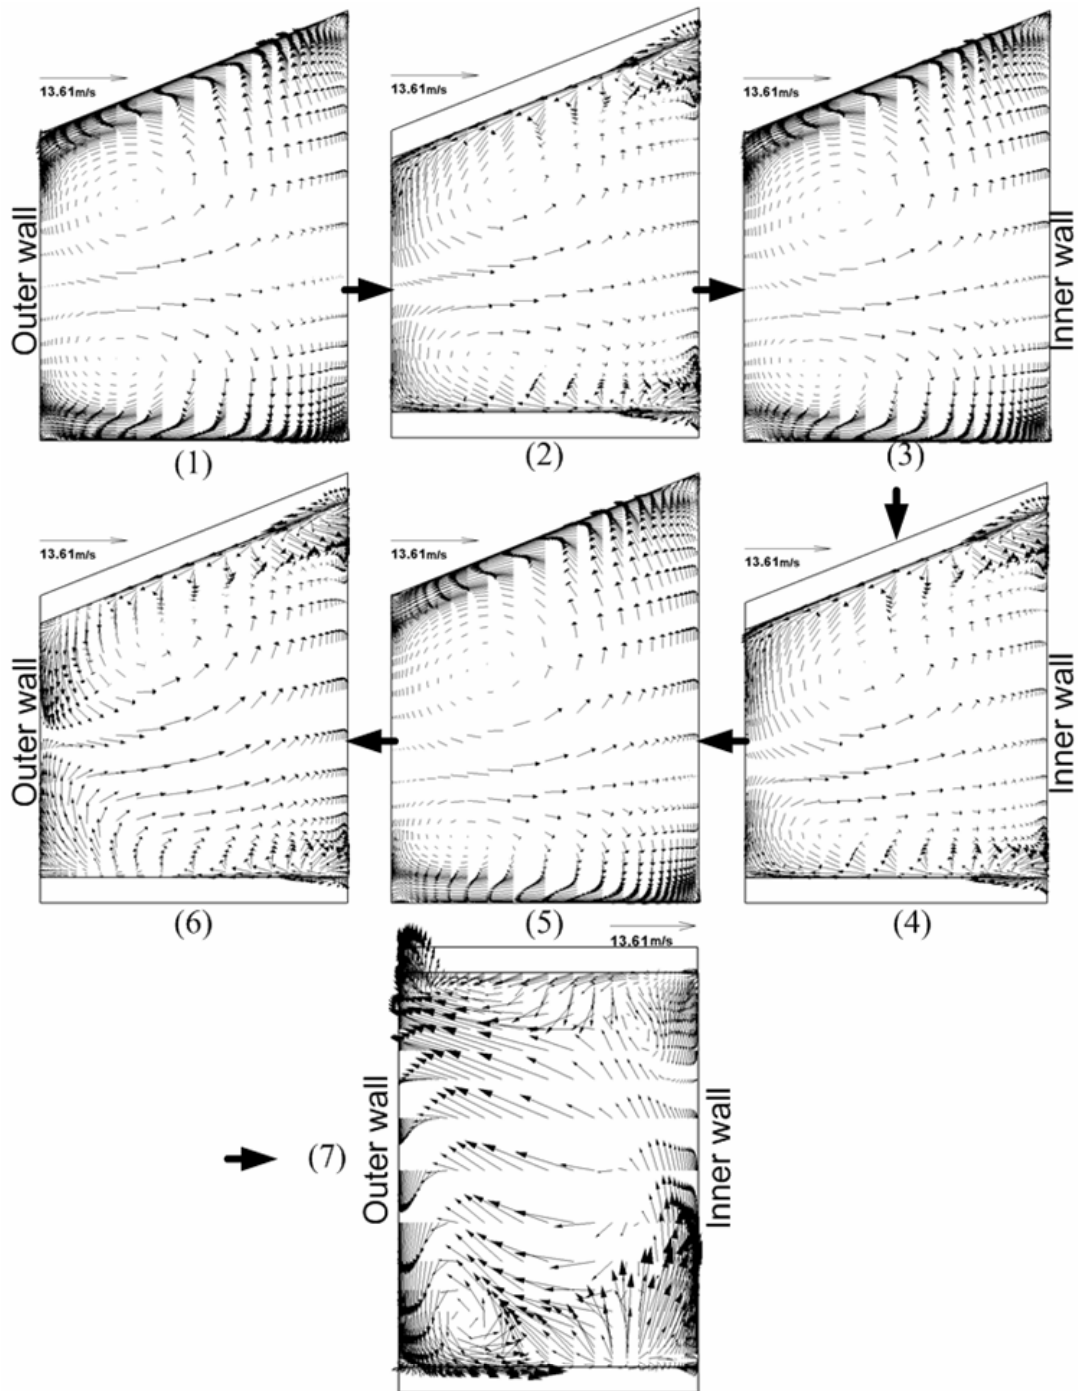 13.61m/s
13.61m/s
13.61m/s
Outer wall
Inner wall
(1)
(2)
(3)
13.61m/s
13.61m/s
13.61m/s
Outer wall
Inner wall
(6)
(5)
(4)
13.61m/s
Outer wall
Inner wall
(7)